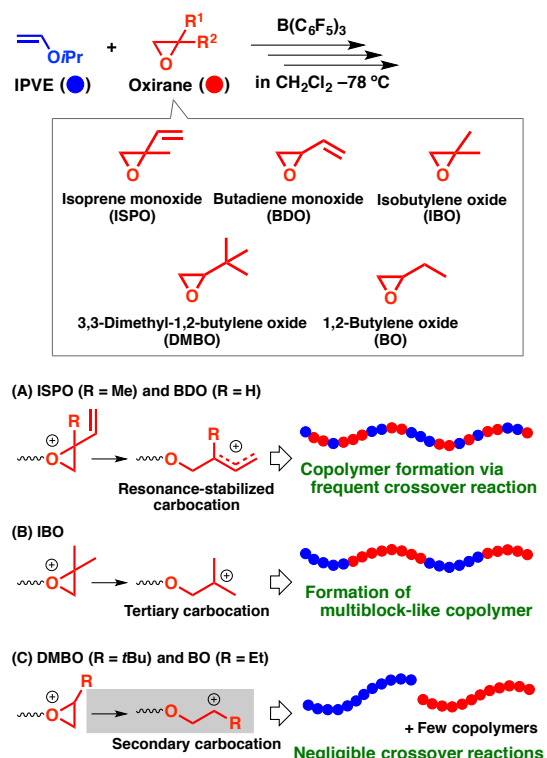 OiPr
+
O
R1
R2
B(C6F5)3
IPVE ( ) Oxirane ( ) in CH2Cl2 –78 ºC
O
O
O
Isoprene monoxide
(ISPO)
Butadiene monoxide
(BDO)
Isobutylene oxide
(IBO)
O
O
3,3-Dimethyl-1,2-butylene oxide
(DMBO)
1,2-Butylene oxide
(BO)
(A) ISPO (R = Me) and BDO (R = H)
R
+
O
O
R
+
Resonance-stabilized
carbocation
Copolymer formation via
frequent crossover reaction
(B) IBO
+
O
O
+
Tertiary carbocation
Formation of
multiblock-like copolymer
(C) DMBO (R = tBu) and BO (R = Et)
R
+
O
O
+
R
Secondary carbocation
+ Few copolymers
Negligible crossover reactions